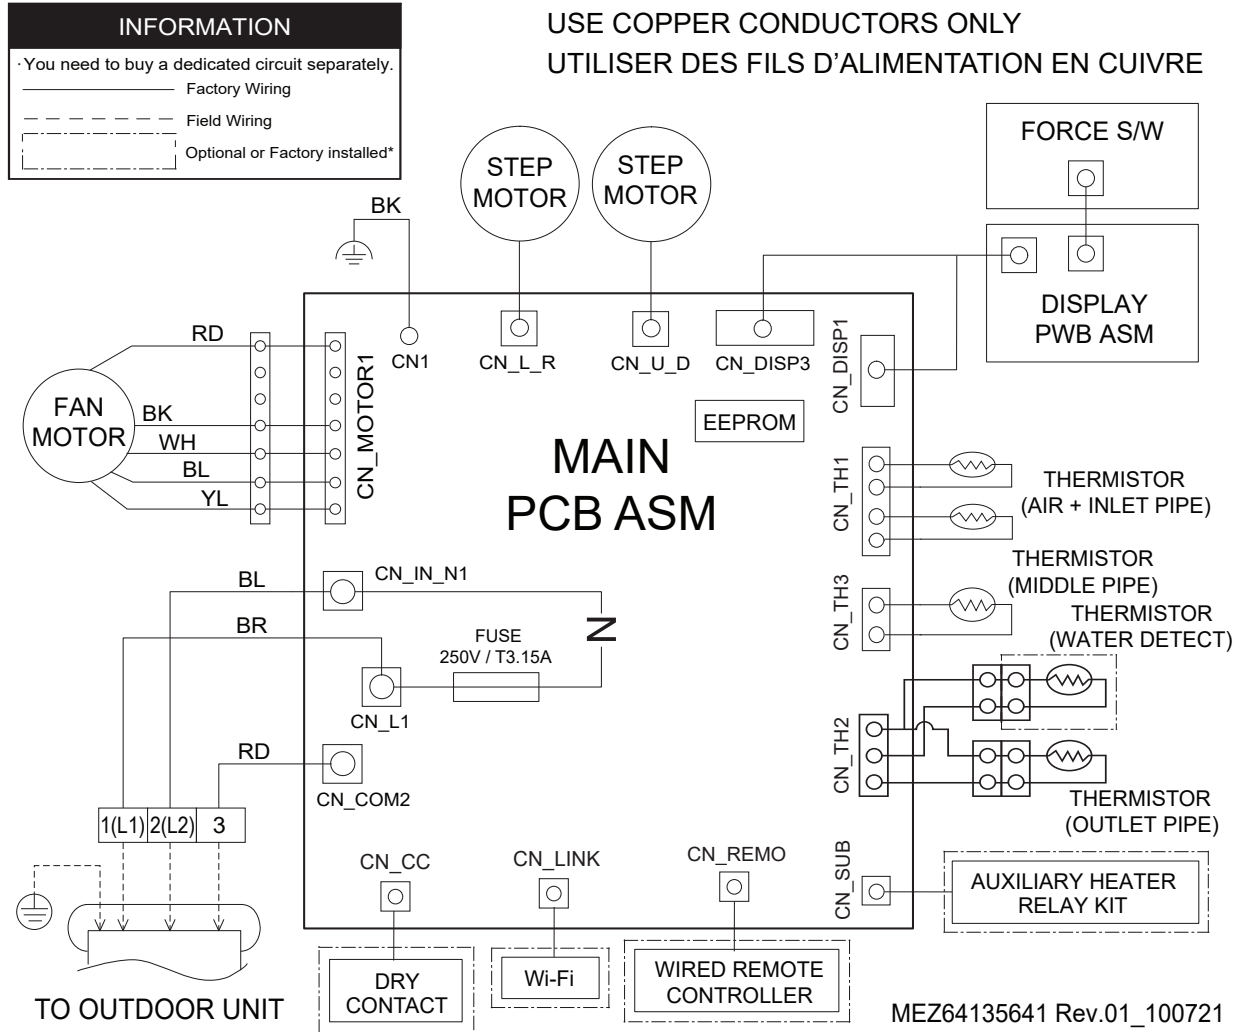 INFORMATION
·You need to buy a dedicated circuit separately.
Factory Wiring
Field Wiring
Optional or Factory installed*
USE COPPER CONDUCTORS ONLY
UTILISER DES FILS D’ALIMENTATION EN CUIVRE
STEP
MOTOR
STEP
MOTOR
FORCE S/W
DISPLAY
PWB ASM
BK
CN1
CN_L_R
CN_U_D
CN_DISP3
CN_DISP1
EEPROM
RD
BK
WH
BL
YL
FAN
MOTOR
CN_MOTOR1
MAIN
PCB ASM
CN_TH1
THERMISTOR
(AIR + INLET PIPE)
CN_TH3
THERMISTOR
(MIDDLE PIPE)
THERMISTOR
(WATER DETECT)
BL
CN_IN_N1
BR
FUSE
250V / T3.15A
N
CN_L1
CN_TH2
THERMISTOR
(OUTLET PIPE)
RD
CN_COM2
1(L1)
2(L2)
3
TO OUTDOOR UNIT
CN_CC
DRY
CONTACT
CN_LINK
Wi-Fi
CN_REMO
WIRED REMOTE
CONTROLLER
CN_SUB
AUXILIARY HEATER
RELAY KIT
MEZ64135641 Rev.01_100721